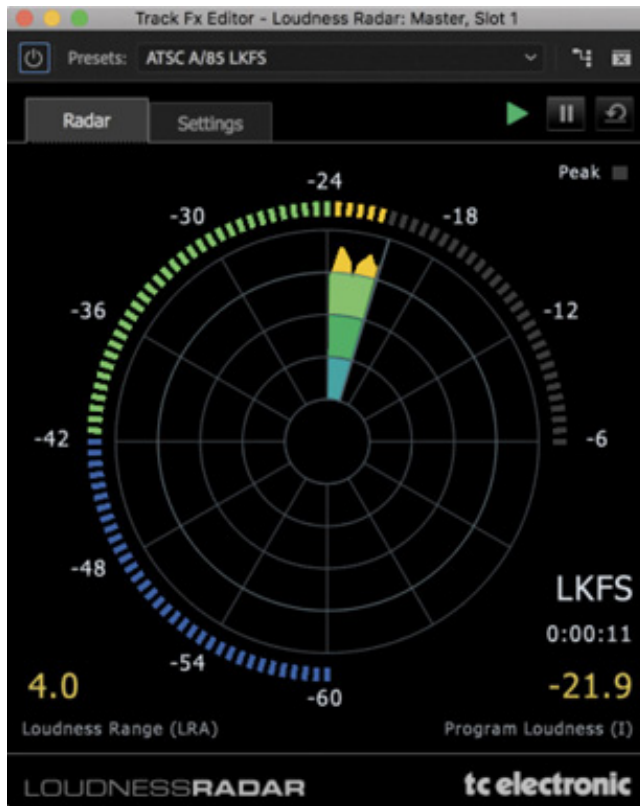 Track Fx Editor - Loudness Radar: Master, Slot 1
Presets: ATSC A/85 LKFS
Radar
Settings
Peak
-24
-30
-18
-36
-12
-42
-6
-48
LKFS
0:00:11
-54
4.0
-60
-21.9
Loudness Range (LRA)
Program Loudness (I)
LOUDNESSRADAR
tc electronic